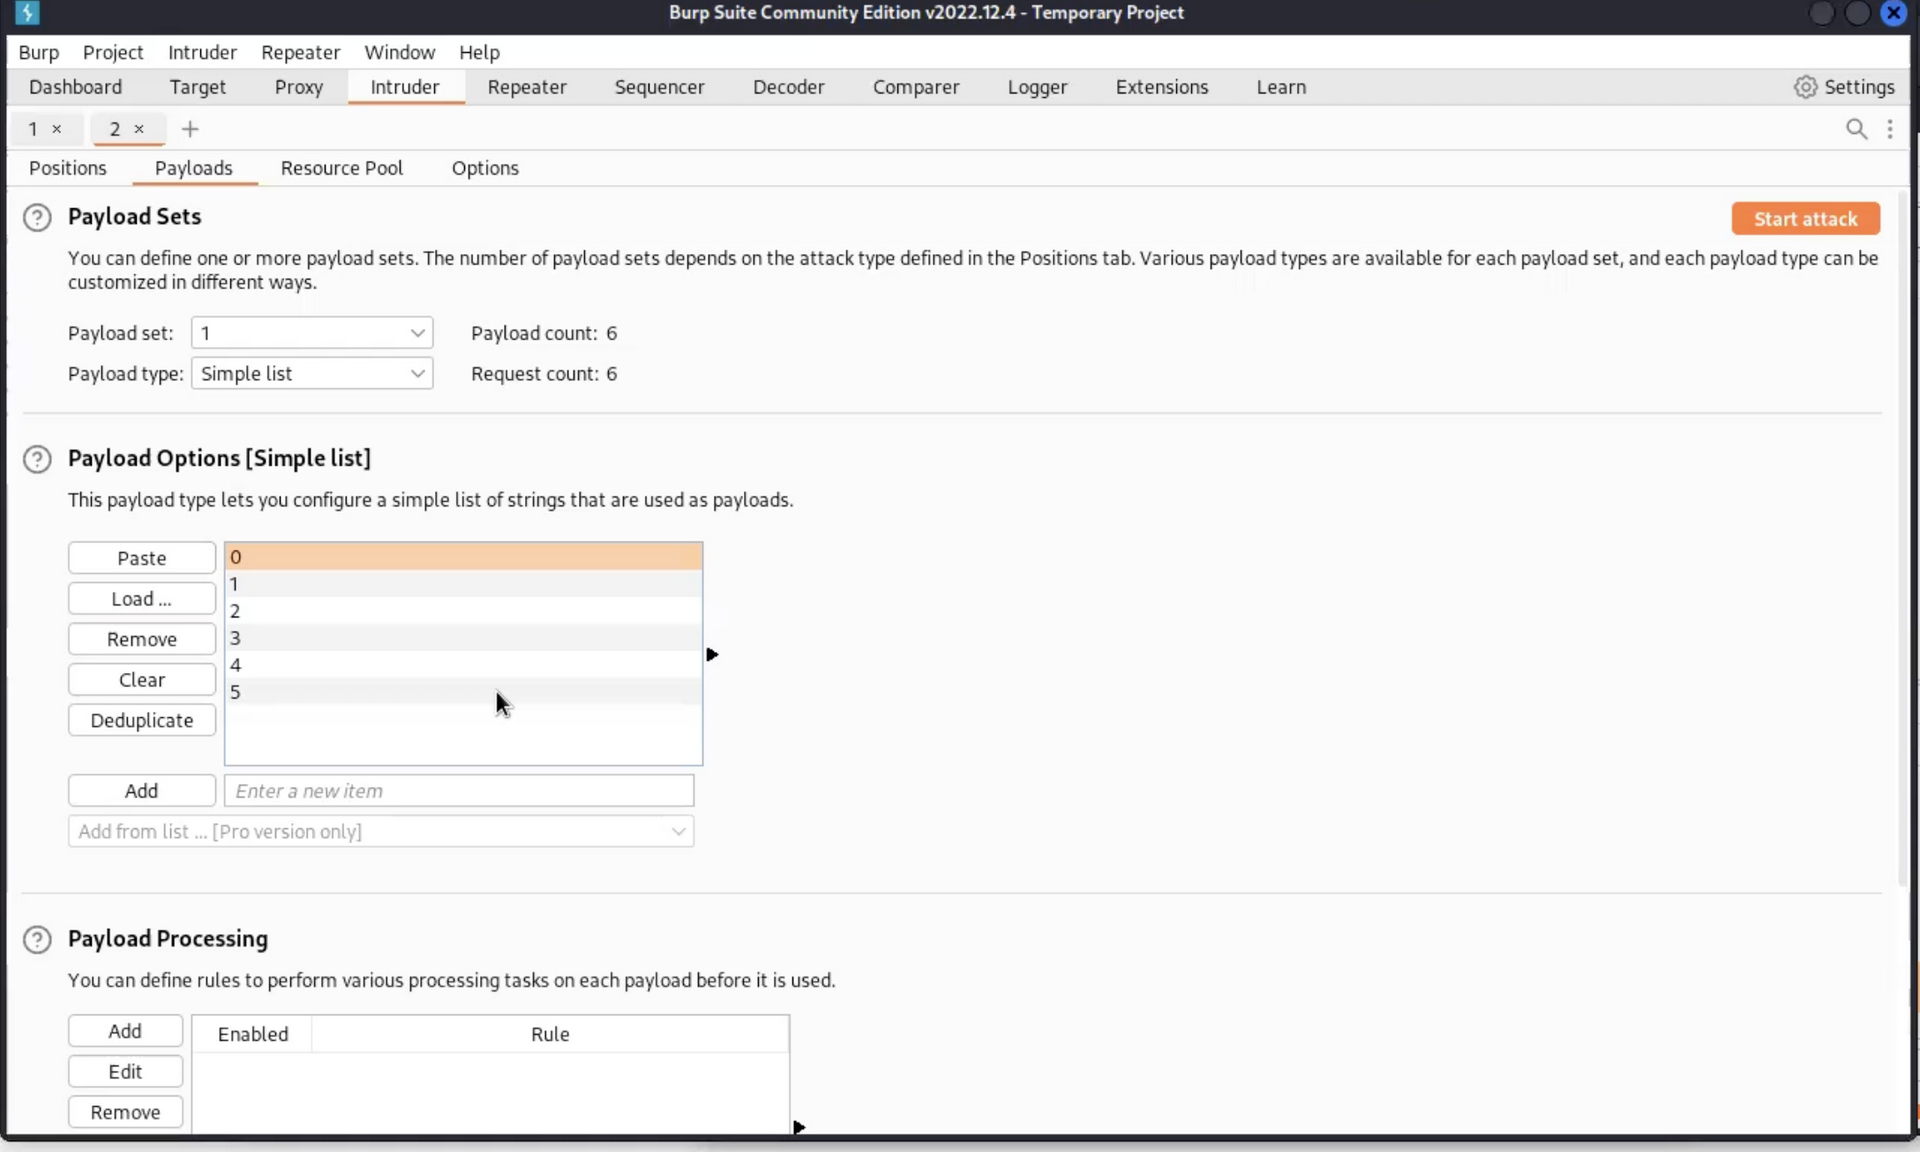 Burp Suite Community Edition v2022.12.4 - Temporary Project
Burp Project Intruder Repeater Window Help
Dashboard Target Proxy Intruder Repeater Sequencer Decoder Comparer Logger Extensions Learn Settings
1 × 2 × +
Positions Payloads Resource Pool Options
? Payload Sets Start attack
You can define one or more payload sets. The number of payload sets depends on the attack type defined in the Positions tab. Various payload types are available for each payload set, and each payload type can be
customized in different ways.
Payload set: 1 Payload count: 6
Payload type: Simple list Request count: 6
? Payload Options [Simple list]
This payload type lets you configure a simple list of strings that are used as payloads.
Paste
Load ...
Remove
Clear
Deduplicate
0
1
2
3
4
5
Add Enter a new item
Add from list ... [Pro version only]
? Payload Processing
You can define rules to perform various processing tasks on each payload before it is used.
Add
Edit
Remove
Enabled Rule